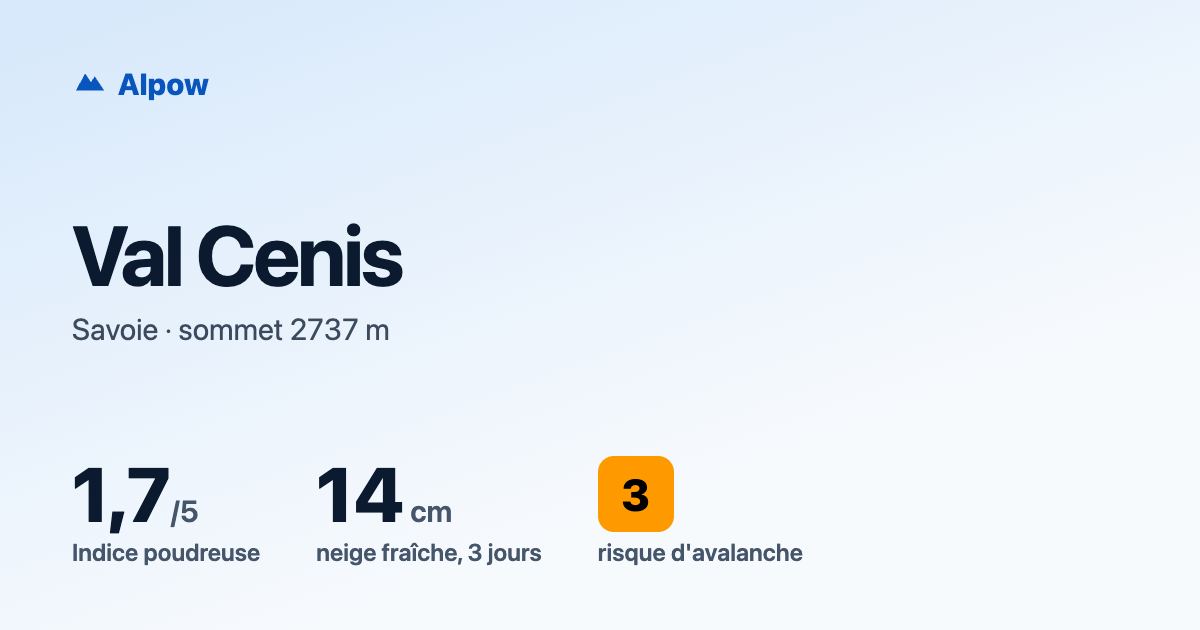 Alpow
Val Cenis
Savoie · sommet 2737 m
1,7/5
Indice poudreuse
14 cm
neige fraîche, 3 jours
3
risque d'avalanche